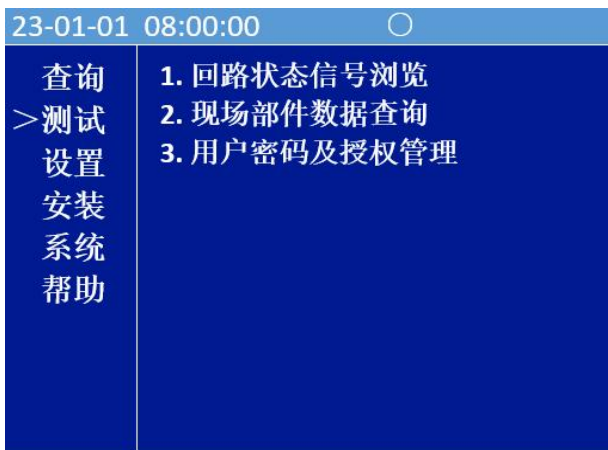 23-01-01 08:00:00
查询
>测试
设置
安装
系统
帮助
1. 回路状态信号浏览
2. 现场部件数据查询
3. 用户密码及授权管理